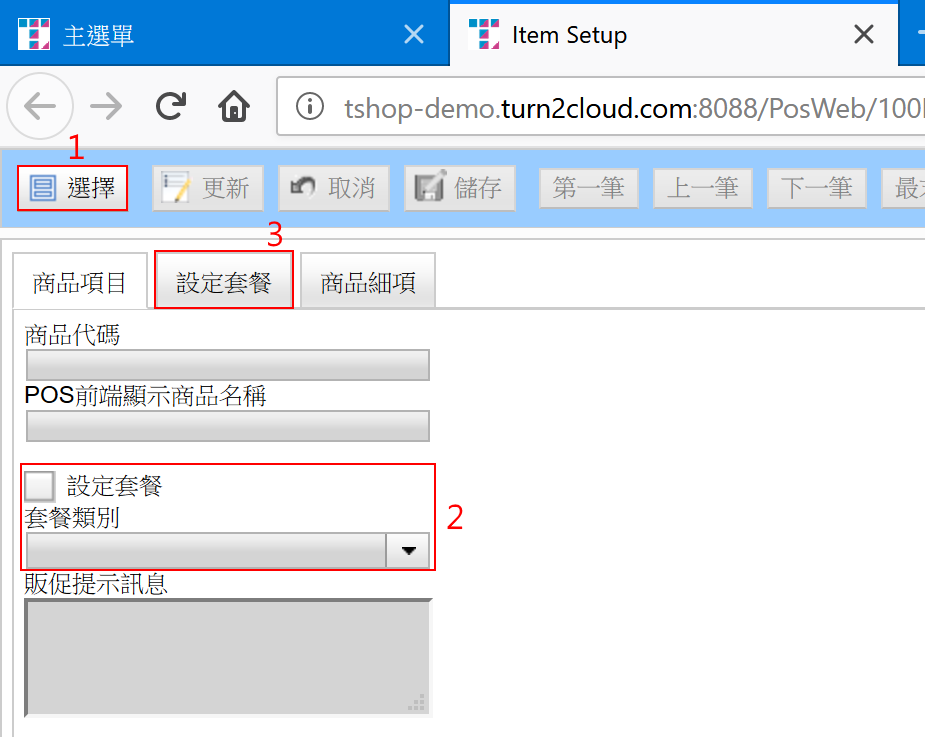 主選單
Item Setup
tshop-demo.turn2cloud.com:8088/PosWeb/100
1
選擇 更新 取消 儲存 第一筆 上一筆 下一筆 最
3
商品項目 設定套餐 商品細項
商品代碼
POS前端顯示商品名稱
設定套餐
套餐類別
2
販促提示訊息